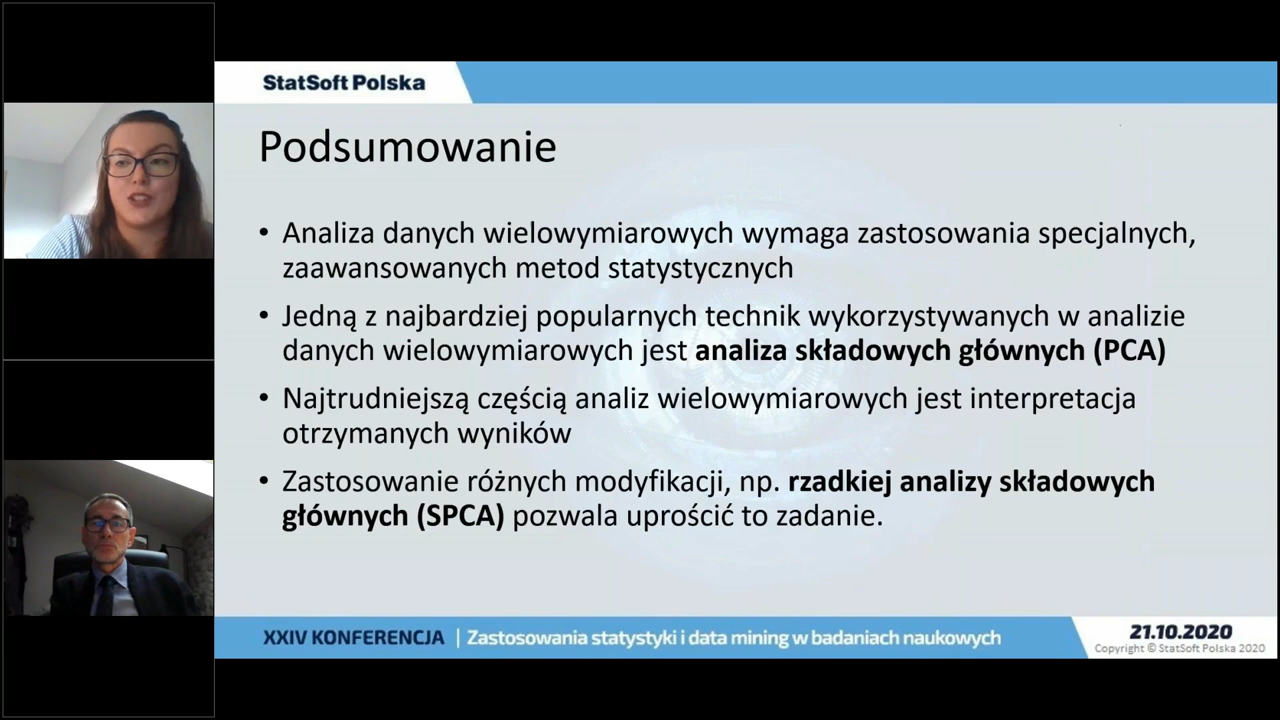 StatSoft Polska
Podsumowanie
• Analiza danych wielowymiarowych wymaga zastosowania specjalnych,
zaawansowanych metod statystycznych
• Jedną z najbardziej popularnych technik wykorzystywanych w analizie
danych wielowymiarowych jest analiza składowych głównych (PCA)
• Najtrudniejszą częścią analiz wielowymiarowych jest interpretacja
otrzymanych wyników
• Zastosowanie różnych modyfikacji, np. rzadkiej analizy składowych
głównych (SPCA) pozwala uprościć to zadanie.
XXIV KONFERENCJA | Zastosowania statystyki i data mining w badaniach naukowych
21.10.2020
Copyright © StatSoft Polska 2020